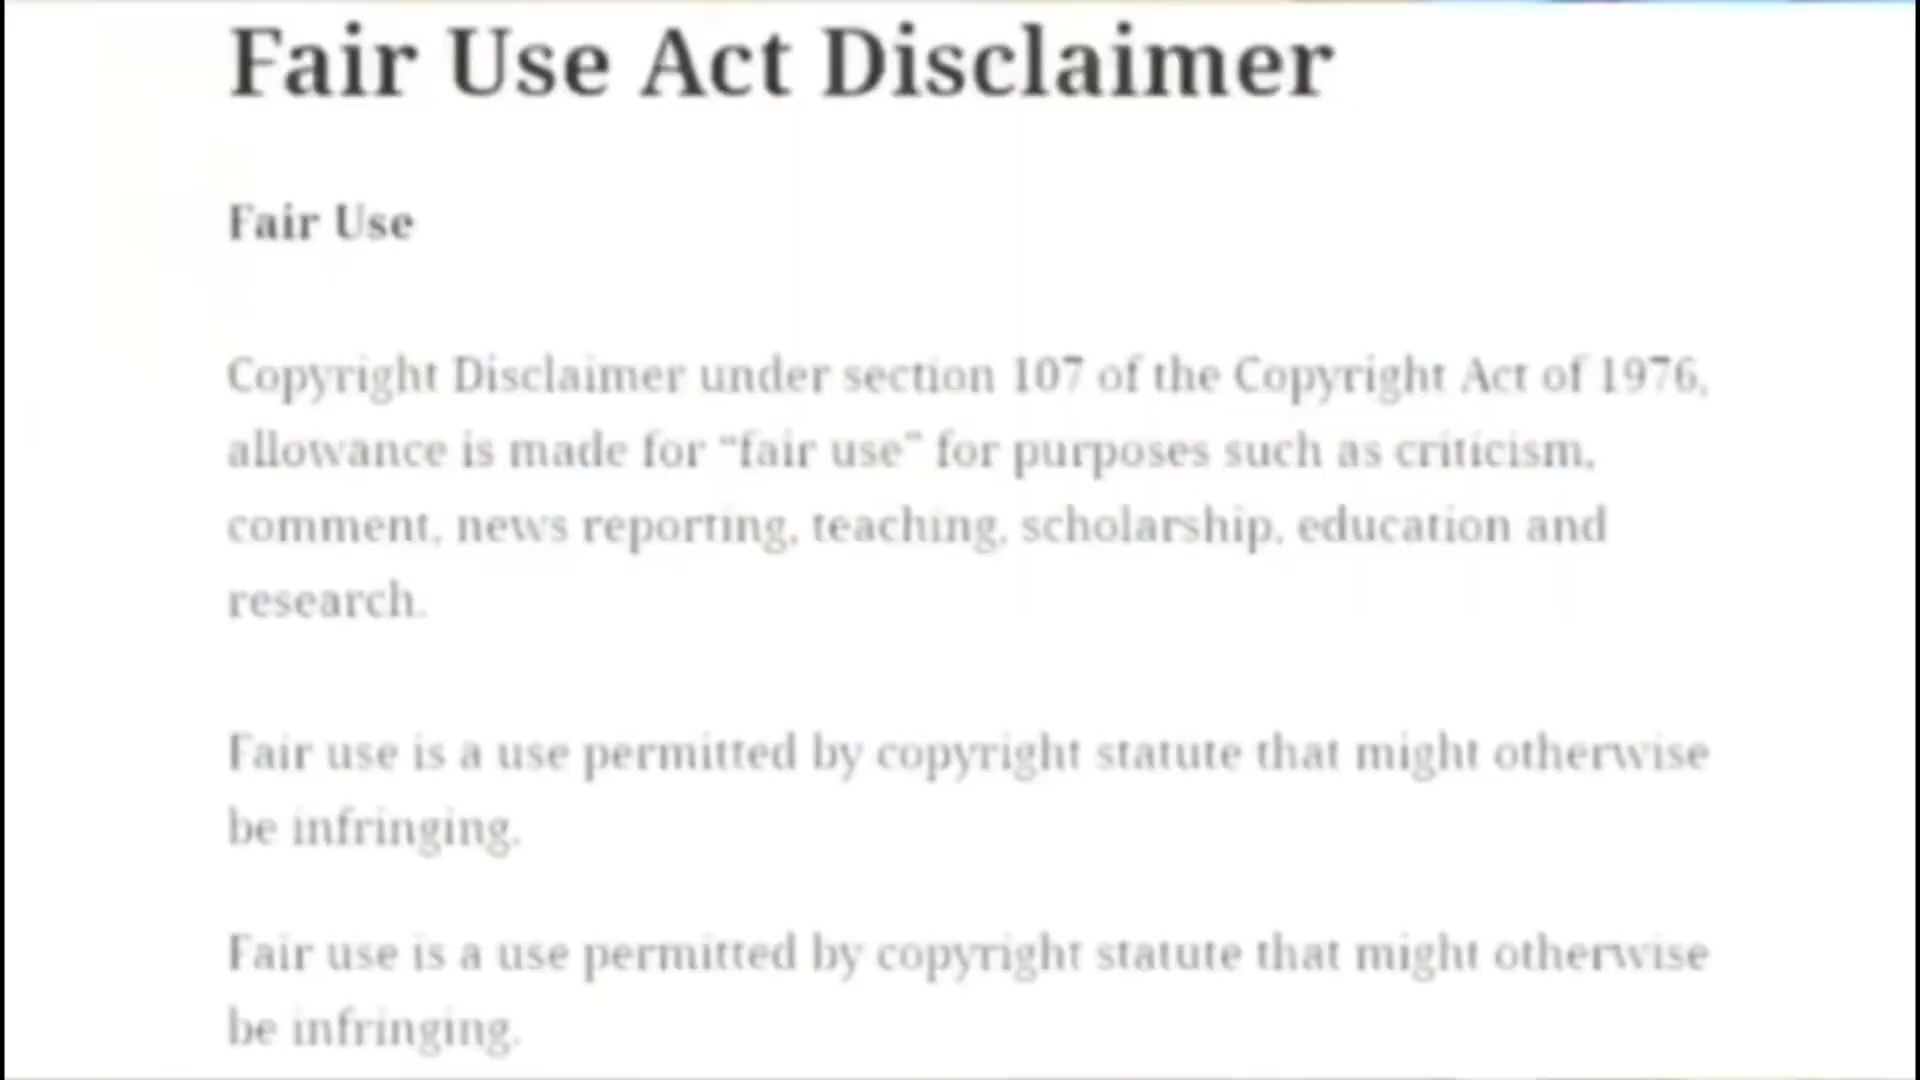 Fair Use Act Disclaimer
Fair Use
Copyright Disclaimer under section 107 of the Copyright Act of 1976,
allowance is made for “fair use” for purposes such as criticism,
comment, news reporting, teaching, scholarship, education and
research.
Fair use is a use permitted by copyright statute that might otherwise
be infringing.
Fair use is a use permitted by copyright statute that might otherwise
be infringing.